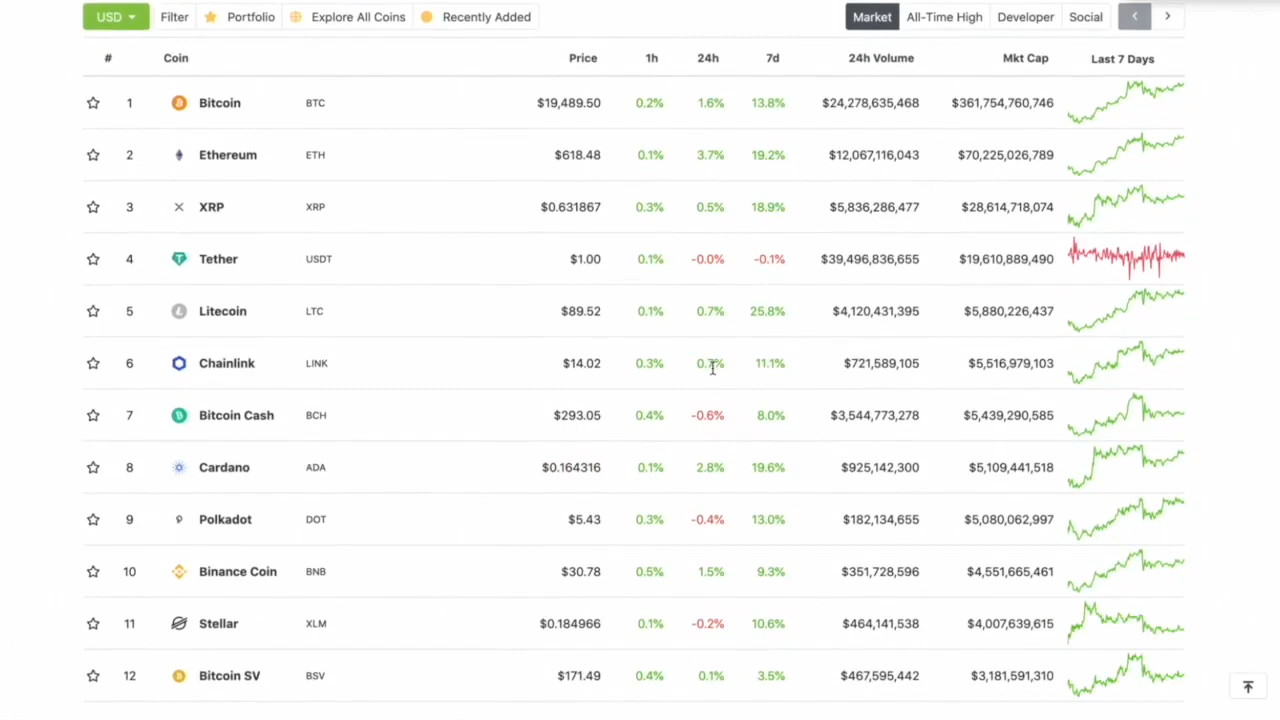 USD Filter Portfolio Explore All Coins Recently Added Market All-Time High Developer Social
# Coin Price 1h 24h 7d 24h Volume Mkt Cap Last 7 Days
1 Bitcoin BTC $19,489.50 0.2% 1.6% 13.8% $24,278,635,468 $361,754,760,746
2 Ethereum ETH $618.48 0.1% 3.7% 19.2% $12,067,116,043 $70,225,026,789
3 XRP XRP $0.631867 0.3% 0.5% 18.9% $5,836,286,477 $28,614,718,074
4 Tether USDT $1.00 0.1% -0.0% -0.1% $39,496,836,655 $19,610,889,490
5 Litecoin LTC $89.52 0.1% 0.7% 25.8% $4,120,431,395 $5,880,226,437
6 Chainlink LINK $14.02 0.3% 11.1% $721,589,105 $5,516,979,103
7 Bitcoin Cash BCH $293.05 0.4% -0.6% 8.0% $3,544,773,278 $5,439,290,585
8 Cardano ADA $0.164316 0.1% 2.8% 19.6% $925,142,300 $5,109,441,518
9 Polkadot DOT $5.43 0.3% -0.4% 13.0% $182,134,655 $5,080,062,997
10 Binance Coin BNB $30.78 0.5% 1.5% 9.3% $351,728,596 $4,551,665,461
11 Stellar XLM $0.184966 0.1% -0.2% 10.6% $464,141,538 $4,007,639,615
12 Bitcoin SV BSV $171.49 0.4% 0.1% 3.5% $467,595,442 $3,181,591,310